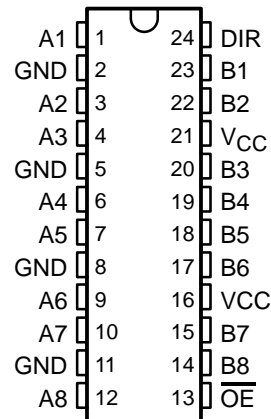 A1 1 24 DIR
GND 2 23 B1
A2 3 22 B2
A3 4 21 VCC
GND 5 20 B3
A4 6 19 B4
A5 7 18 B5
GND 8 17 B6
A6 9 16 VCC
A7 10 15 B7
GND 11 14 B8
A8 12 13 O̅E̅